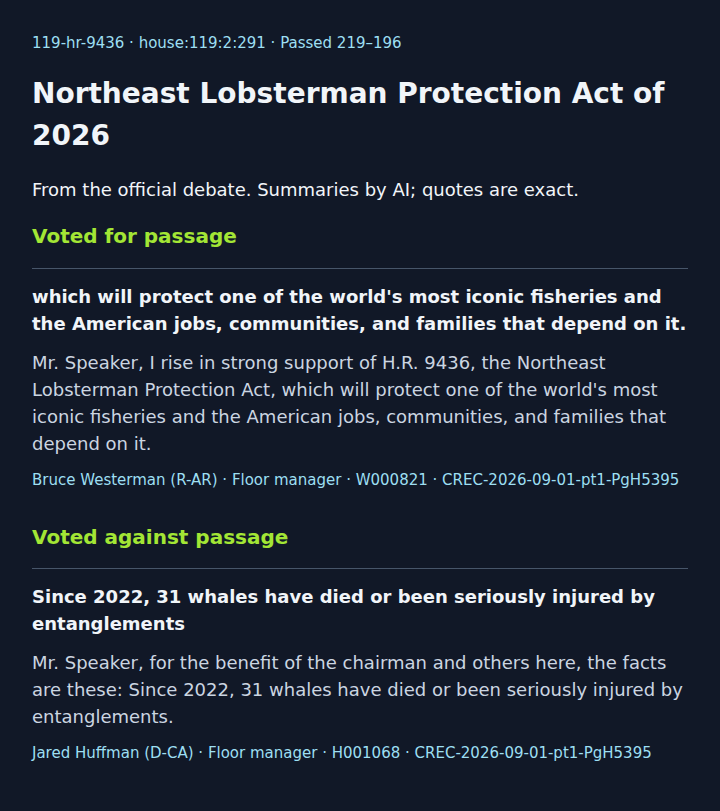 119-hr-9436 · house:119:2:291 · Passed 219–196
Northeast Lobsterman Protection Act of
2026
From the official debate. Summaries by AI; quotes are exact.
Voted for passage
which will protect one of the world's most iconic fisheries and
the American jobs, communities, and families that depend on it.
Mr. Speaker, I rise in strong support of H.R. 9436, the Northeast
Lobsterman Protection Act, which will protect one of the world's most
iconic fisheries and the American jobs, communities, and families that
depend on it.
Bruce Westerman (R-AR) · Floor manager · W000821 · CREC-2026-09-01-pt1-PgH5395
Voted against passage
Since 2022, 31 whales have died or been seriously injured by
entanglements
Mr. Speaker, for the benefit of the chairman and others here, the facts
are these: Since 2022, 31 whales have died or been seriously injured by
entanglements.
Jared Huffman (D-CA) · Floor manager · H001068 · CREC-2026-09-01-pt1-PgH5395